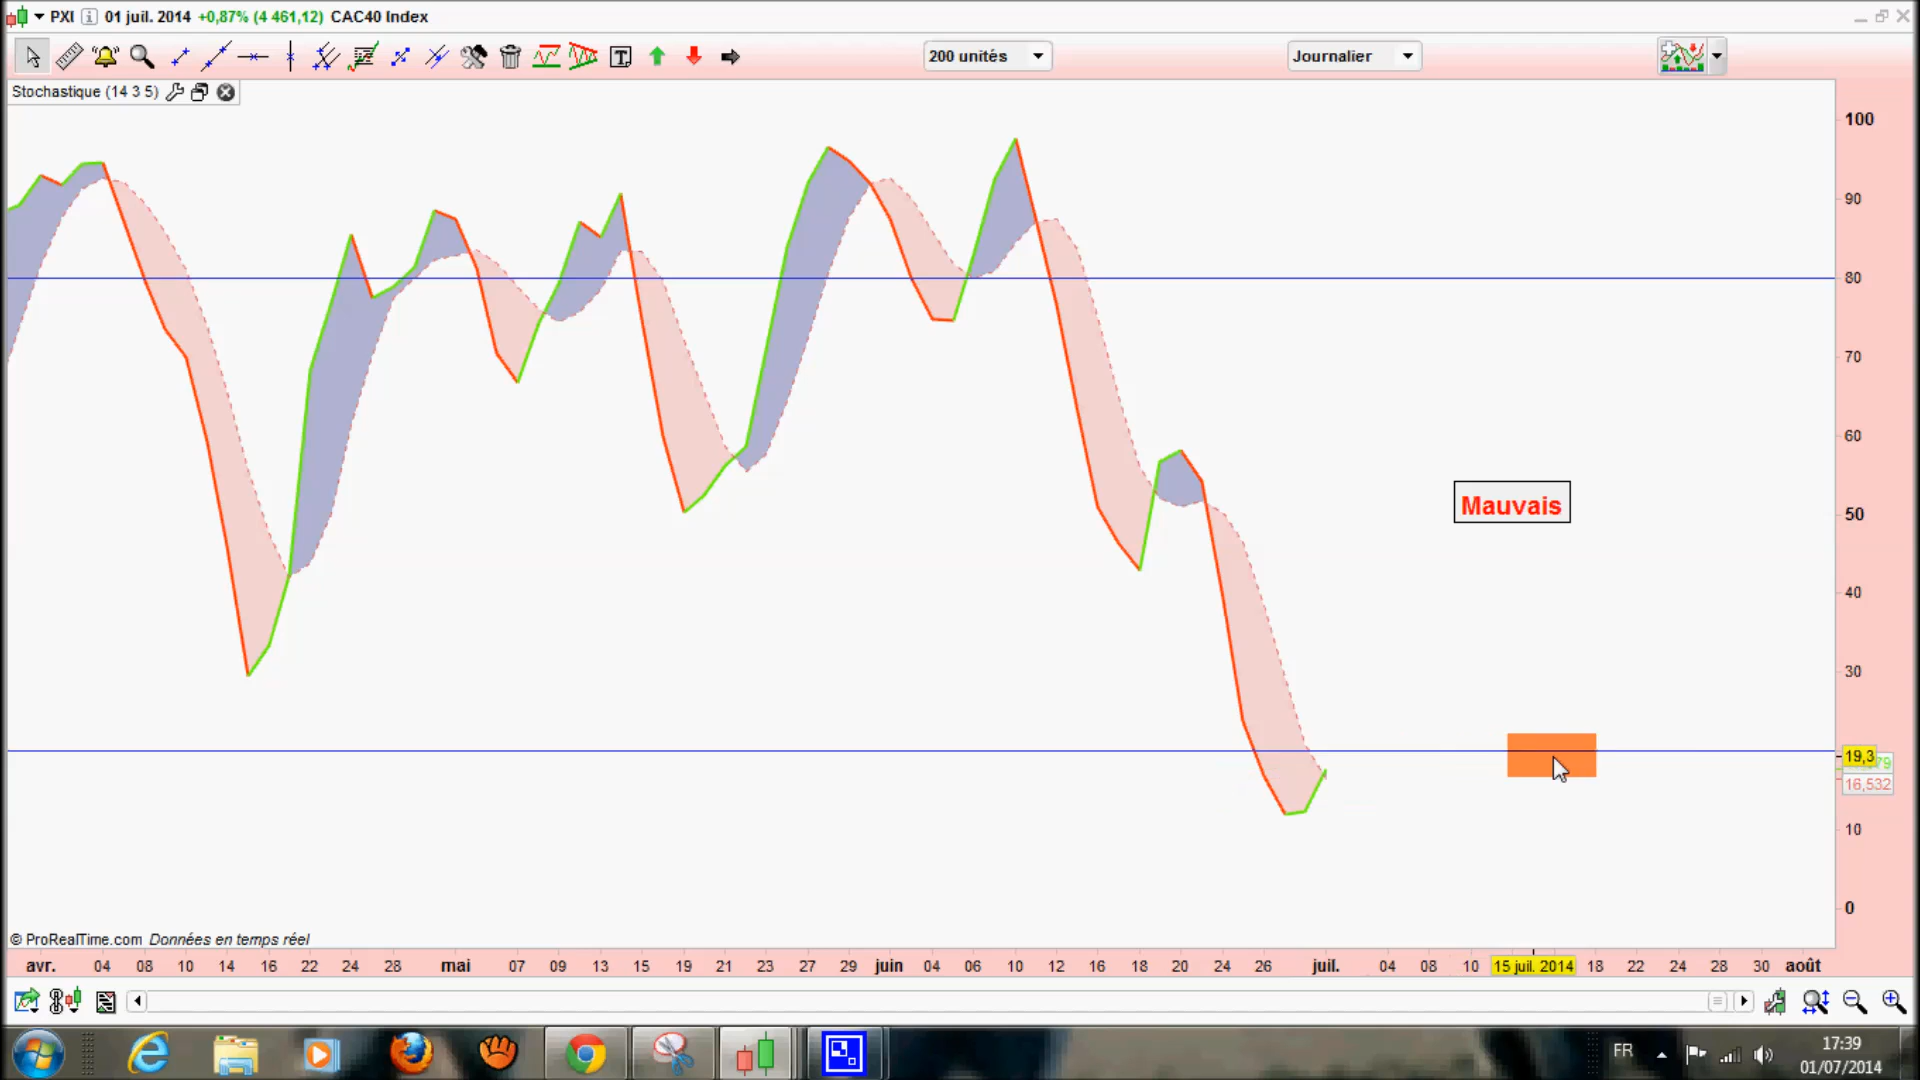 PXI 01 juil. 2014 +0,87% (4 461,12) CAC40 Index
200 unités Journalier
Stochastique (14 3 5)
100
90
80
70
60
Mauvais
50
40
30
19,3
16,532
10
0
© ProRealTime.com Données en temps réel
avr. 04 08 10 14 16 22 24 28 mai 07 09 13 15 19 21 23 27 29 juin 04 06 10 12 16 18 20 24 26 juil. 04 08 10 15 juil. 2014 18 22 24 28 30 août
FR 17:39
01/07/2014